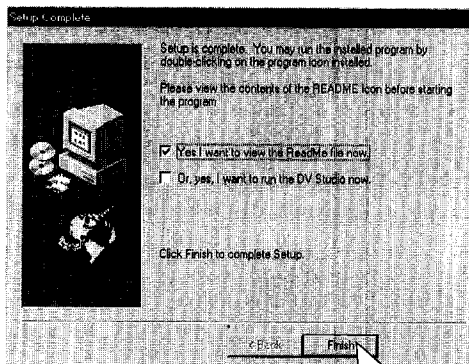 Setup Complete
Setup is complete. You may run the installed program by
double-clicking on the program icon installed.
Please view the contents of the README icon before starting
the program
Yes I want to view the ReadMe file now.
Or, yes, I want to run the DV Studio now.
Click Finish to complete Setup.
< Back
Finish